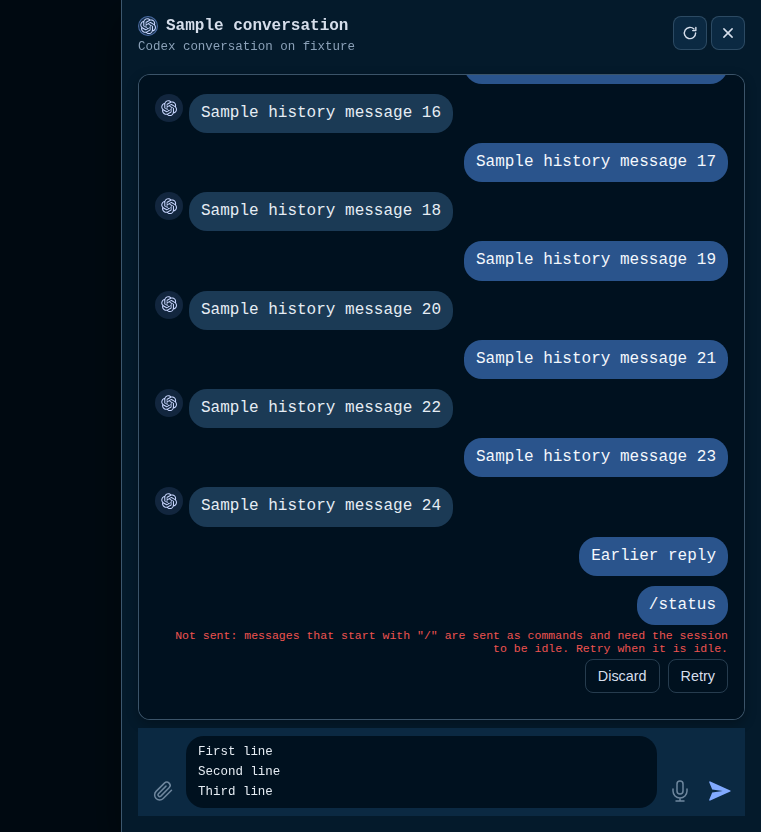 Sample conversation
Codex conversation on fixture
Sample history message 16
Sample history message 17
Sample history message 18
Sample history message 19
Sample history message 20
Sample history message 21
Sample history message 22
Sample history message 23
Sample history message 24
Earlier reply
/status
Not sent: messages that start with "/" are sent as commands and need the session
to be idle. Retry when it is idle.
Discard Retry
First line
Second line
Third line